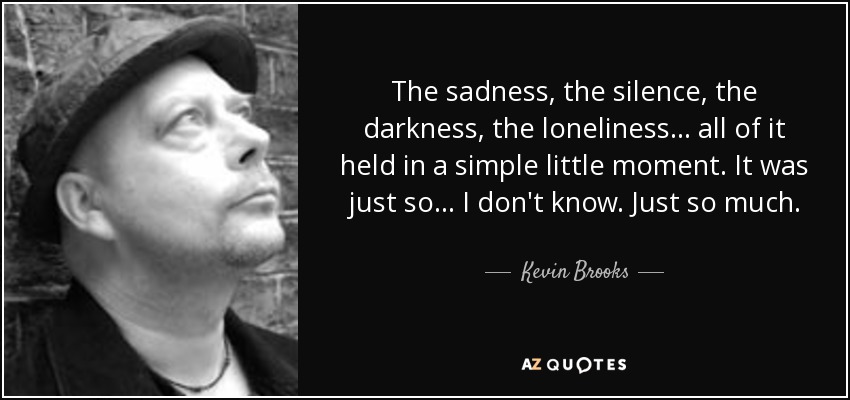 The sadness, the silence, the
darkness, the loneliness... all of it
held in a simple little moment. It was
just so... I don't know. Just so much.
Kevin Brooks
AZ QUOTES